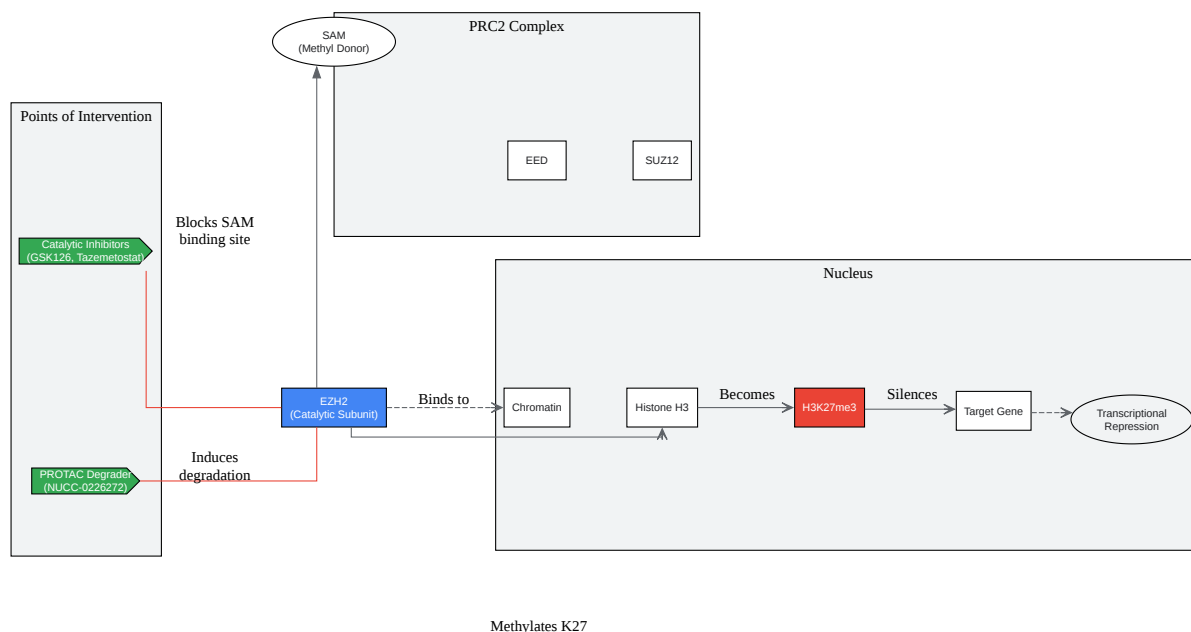 PRC2 Complex
SAM
(Methyl Donor)
Points of Intervention
EED
SUZ12
Blocks SAM
binding site
Catalytic Inhibitors
(GSK126, Tazemetostat)
Nucleus
EZH2
(Catalytic Subunit)
Binds to
Chromatin
Histone H3
Becomes
H3K27me3
Silences
Target Gene
Transcriptional
Repression
Induces
degradation
PROTAC Degrader
(NUCC-0226272)
Methylates K27